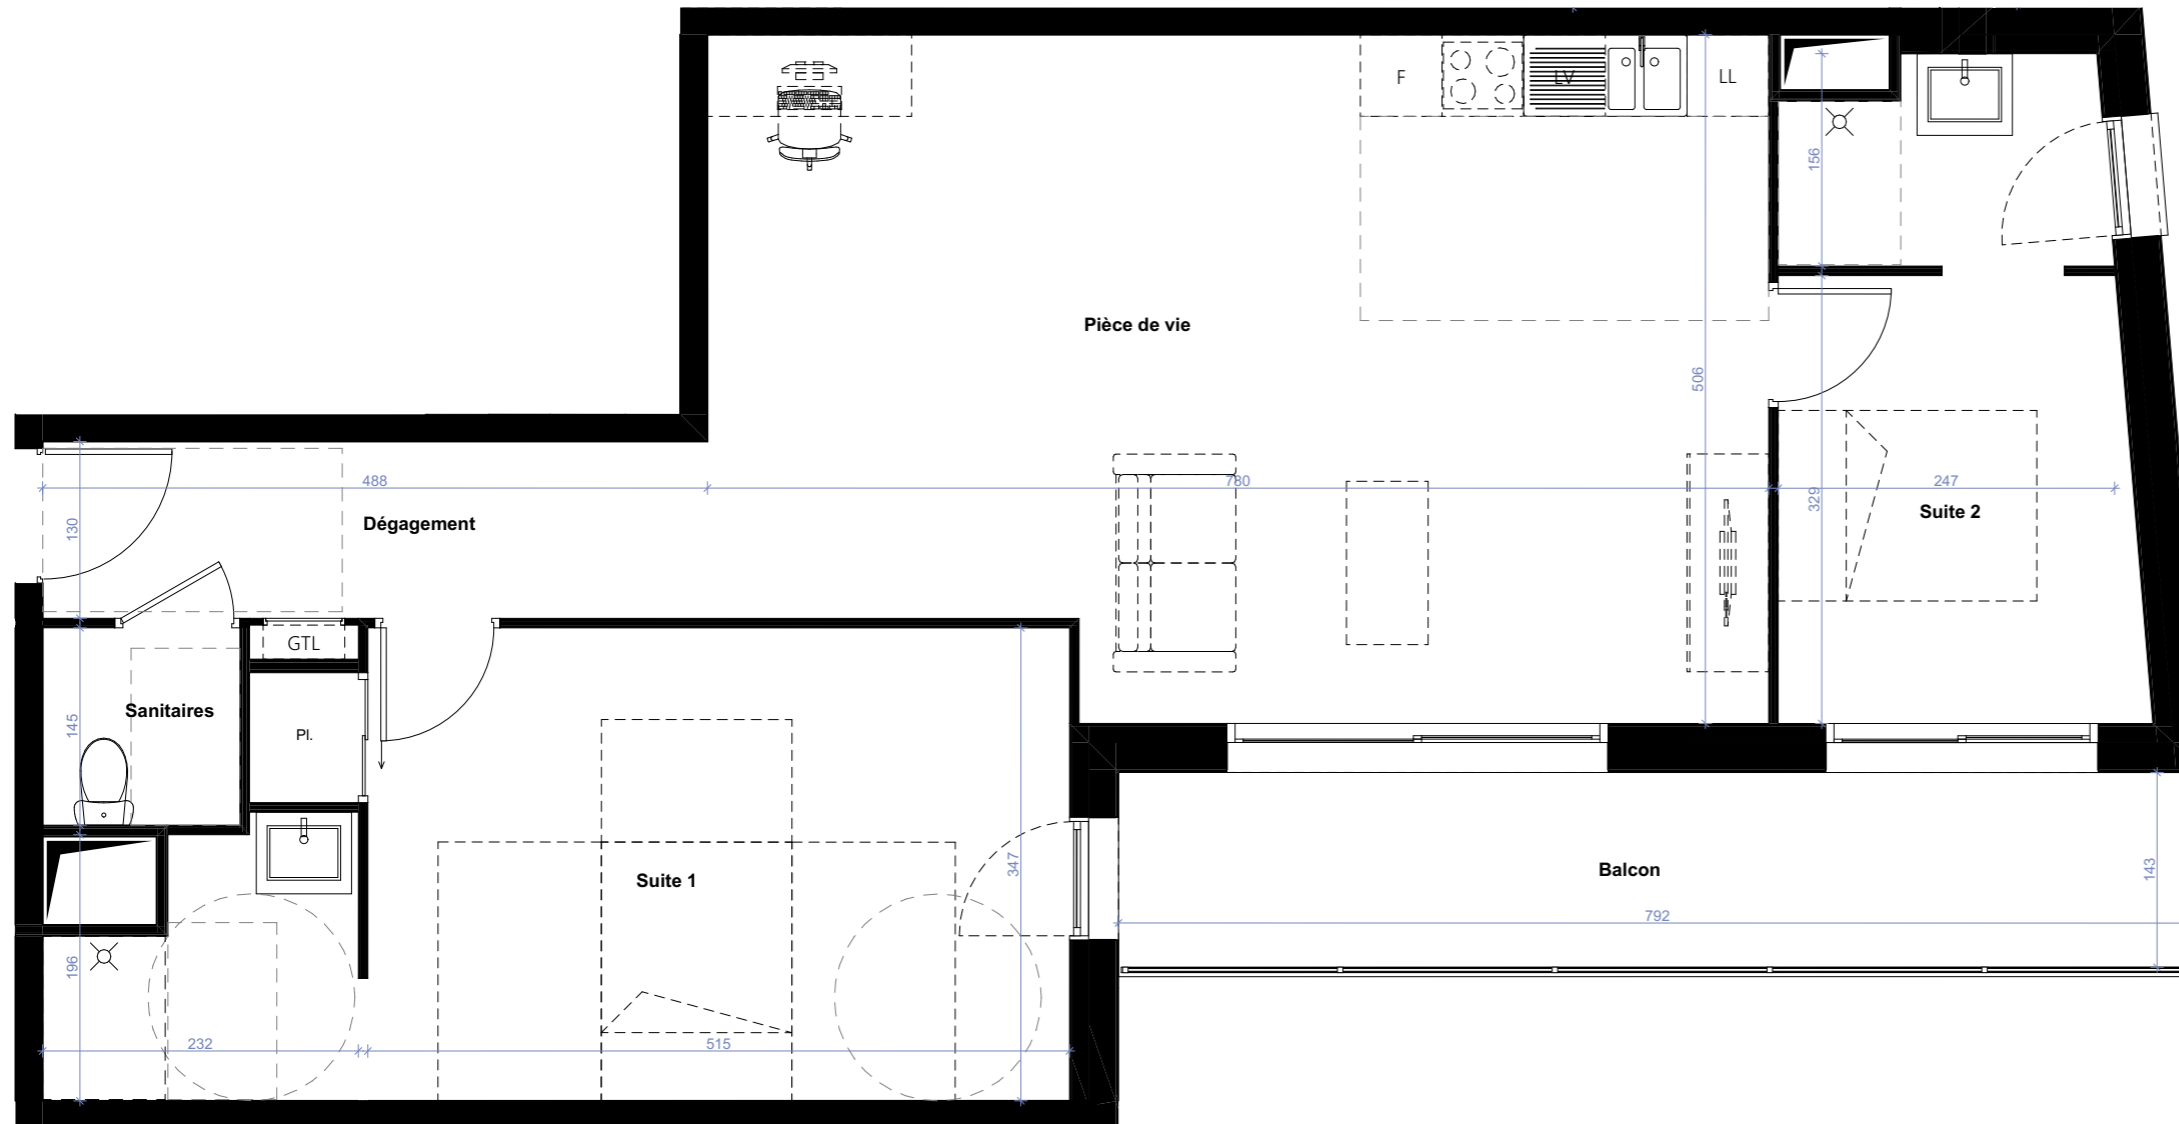 F
LV
LL
156
Pièce de vie
506
488
780
247
329
Suite 2
130
Dégagement
GTL
Sanitaires
145
Pl.
Suite 1
347
Balcon
143
792
196
232
515